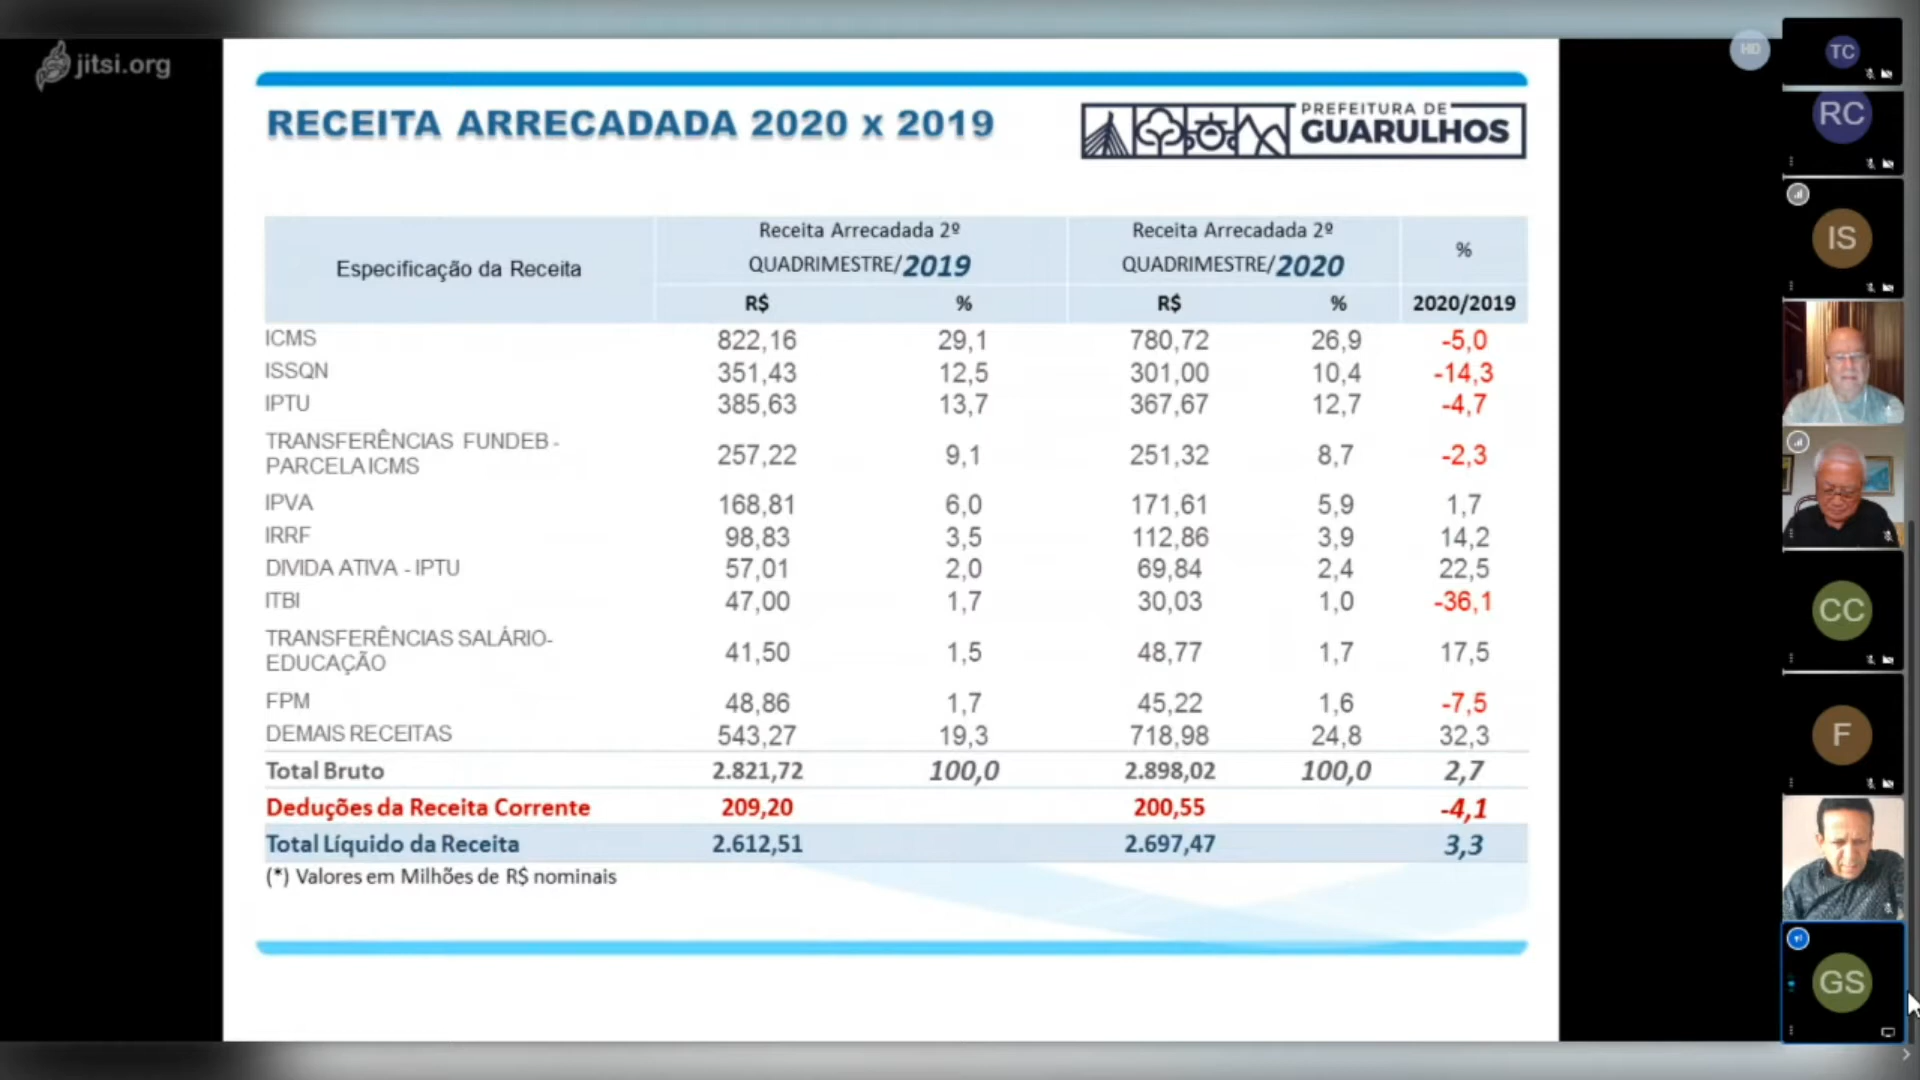 jitsi.org
RECEITA ARRECADADA 2020 x 2019
PREFEITURA DE
GUARULHOS
Especificação da Receita
Receita Arrecadada 2º
QUADRIMESTRE/2019
Receita Arrecadada 2º
QUADRIMESTRE/2020
%
R$ % R$ % 2020/2019
ICMS 822,16 29,1 780,72 26,9 -5,0
ISSQN 351,43 12,5 301,00 10,4 -14,3
IPTU 385,63 13,7 367,67 12,7 -4,7
TRANSFERÊNCIAS FUNDEB -
PARCELA ICMS 257,22 9,1 251,32 8,7 -2,3
IPVA 168,81 6,0 171,61 5,9 1,7
IRRF 98,83 3,5 112,86 3,9 14,2
DIVIDA ATIVA - IPTU 57,01 2,0 69,84 2,4 22,5
ITBI 47,00 1,7 30,03 1,0 -36,1
TRANSFERÊNCIAS SALÁRIO-
EDUCAÇÃO 41,50 1,5 48,77 1,7 17,5
FPM 48,86 1,7 45,22 1,6 -7,5
DEMAIS RECEITAS 543,27 19,3 718,98 24,8 32,3
Total Bruto 2.821,72 100,0 2.898,02 100,0 2,7
Deduções da Receita Corrente 209,20 200,55 -4,1
Total Líquido da Receita 2.612,51 2.697,47 3,3
(*) Valores em Milhões de R$ nominais
HD
TC
RC
IS
CC
F
GS